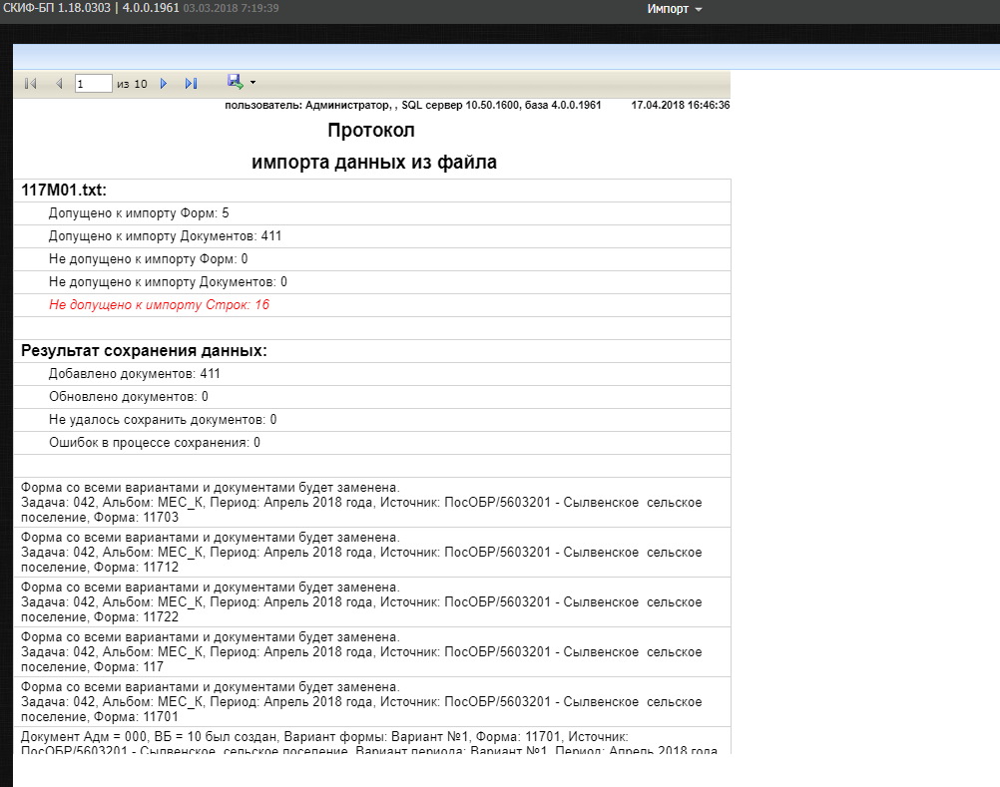 СКИФ-БП 1.18.0303 | 4.0.0.1961 03.03.2018 7:19:39
Импорт
1 из 10
пользователь: Администратор, , SQL сервер 10.50.1600, база 4.0.0.1961 17.04.2018 16:46:36
Протокол
импорта данных из файла
117M01.txt:
Допущено к импорту Форм: 5
Допущено к импорту Документов: 411
Не допущено к импорту Форм: 0
Не допущено к импорту Документов: 0
Не допущено к импорту Строк: 16
Результат сохранения данных:
Добавлено документов: 411
Обновлено документов: 0
Не удалось сохранить документов: 0
Ошибок в процессе сохранения: 0
Форма со всеми вариантами и документами будет заменена.
Задача: 042, Альбом: МЕС_К, Период: Апрель 2018 года, Источник: ПосОБР/5603201 - Сылвенское  сельское
поселение, Форма: 11703
Форма со всеми вариантами и документами будет заменена.
Задача: 042, Альбом: МЕС_К, Период: Апрель 2018 года, Источник: ПосОБР/5603201 - Сылвенское  сельское
поселение, Форма: 11712
Форма со всеми вариантами и документами будет заменена.
Задача: 042, Альбом: МЕС_К, Период: Апрель 2018 года, Источник: ПосОБР/5603201 - Сылвенское  сельское
поселение, Форма: 11722
Форма со всеми вариантами и документами будет заменена.
Задача: 042, Альбом: МЕС_К, Период: Апрель 2018 года, Источник: ПосОБР/5603201 - Сылвенское  сельское
поселение, Форма: 117
Форма со всеми вариантами и документами будет заменена.
Задача: 042, Альбом: МЕС_К, Период: Апрель 2018 года, Источник: ПосОБР/5603201 - Сылвенское  сельское
поселение, Форма: 11701
Документ Адм = 000, ВБ = 10 был создан, Вариант формы: Вариант №1, Форма: 11701, Источник:
ПосОБР/5603201 - Сылвенское  сельское поселение, Вариант периода: Вариант №1, Период: Апрель 2018 года